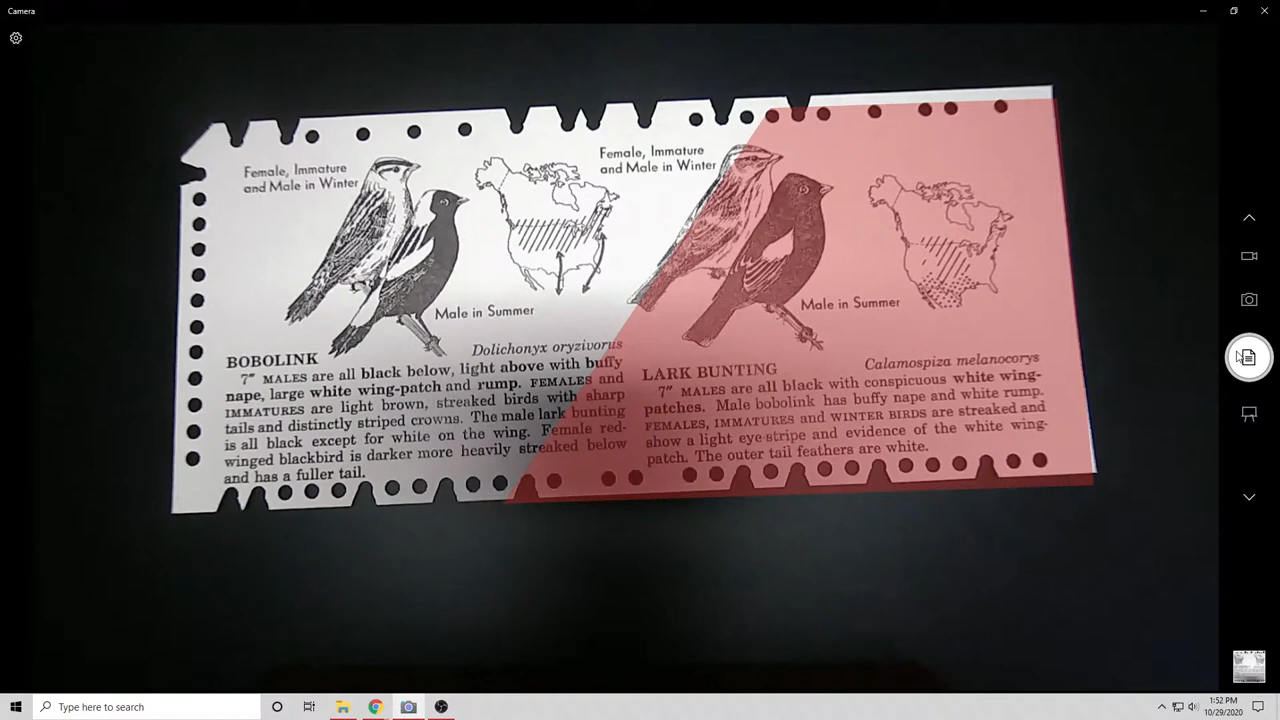 Camera
Female, Immature
and Male in Winter
Male in Summer
BOBOLINK
Dolichonyx oryzivorus
7" MALES are all black below, light above with buffy
nape, large white wing-patch and rump. FEMALES and
IMMATURES are light brown, streaked birds with sharp
tails and distinctly striped crowns. The male lark bunting
is all black except for white on the wing. Female red-
winged blackbird is darker more heavily streaked below
and has a fuller tail.
Female, Immature
and Male in Winter
Male in Summer
LARK BUNTING
Calamospiza melanocorys
7" MALES are all black with conspicuous white wing-
patches. Male bobolink has buffy nape and white rump.
FEMALES, IMMATURES and WINTER BIRDS are streaked and
show a light eye-stripe and evidence of the white wing-
patch. The outer tail feathers are white.
Type here to search
1:52 PM
10/29/2020